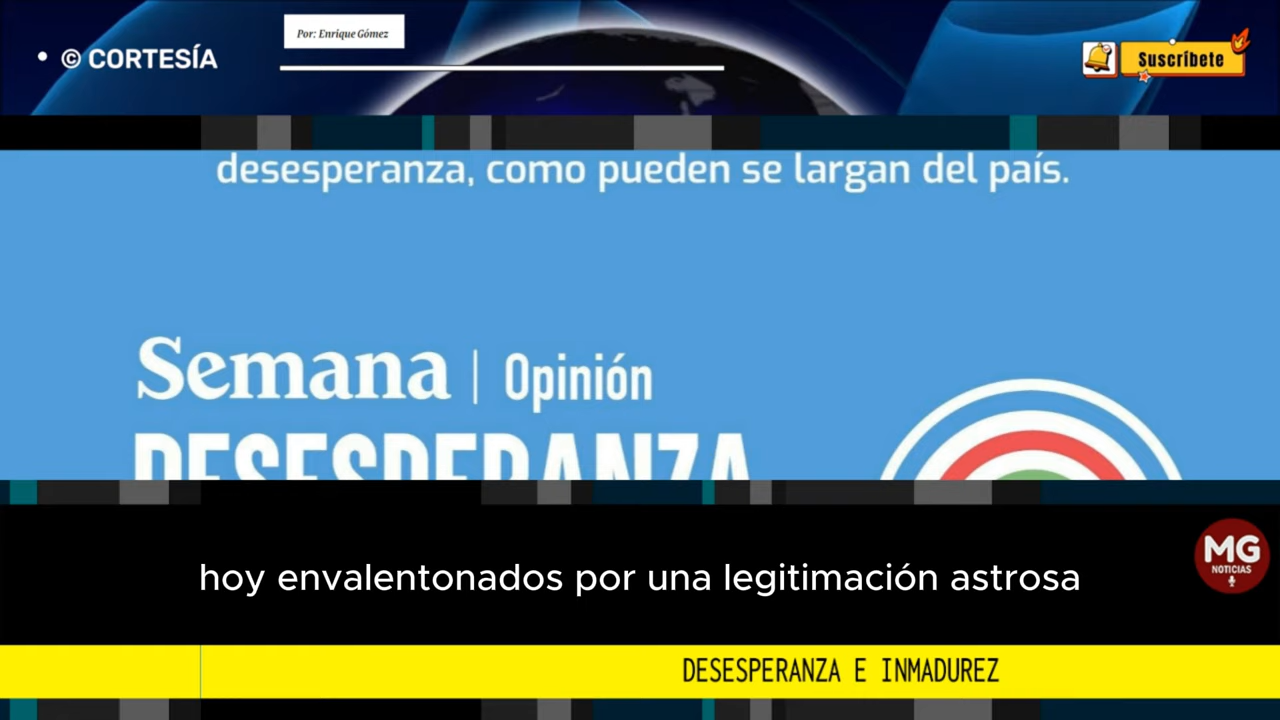 Por: Enrique Gómez
• © CORTESÍA
Suscríbete
desesperanza, como pueden se largan del país.
Semana | Opinión
DESESPERANZA
hoy envalentonados por una legitimación astrosa
MG
NOTICIAS
DESESPERANZA E INMADUREZ